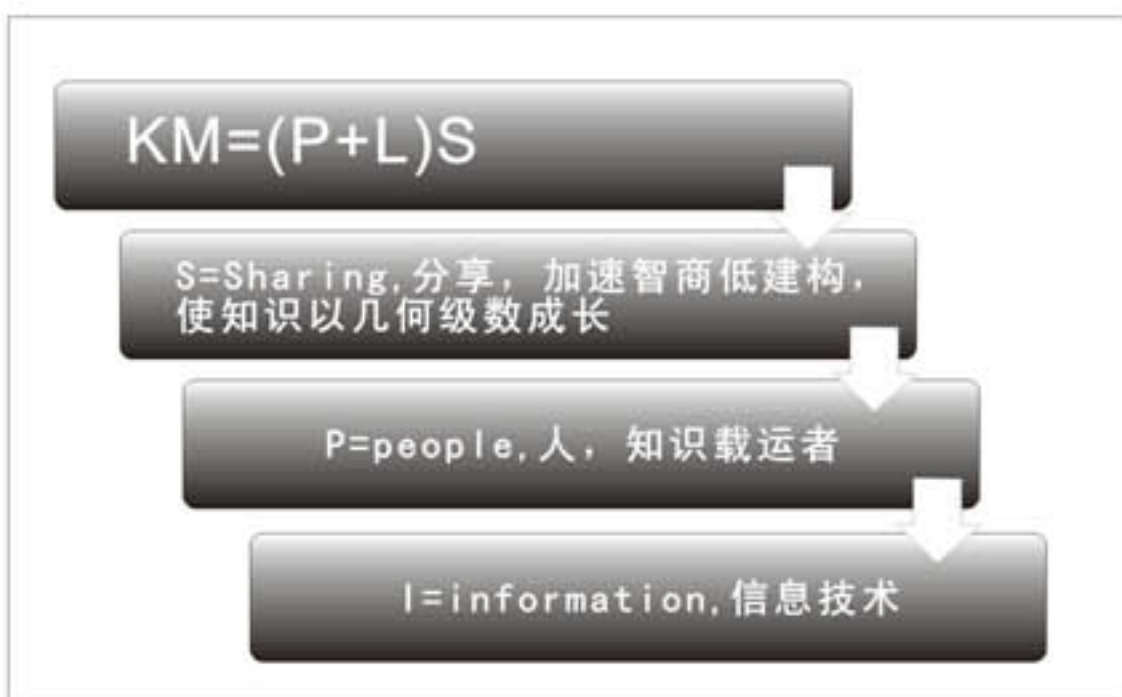 KM=(P+L)S
S=Sharing,分享，加速智商低建构，
使知识以几何级数成长
P=people,人，知识载运者
I=information,信息技术